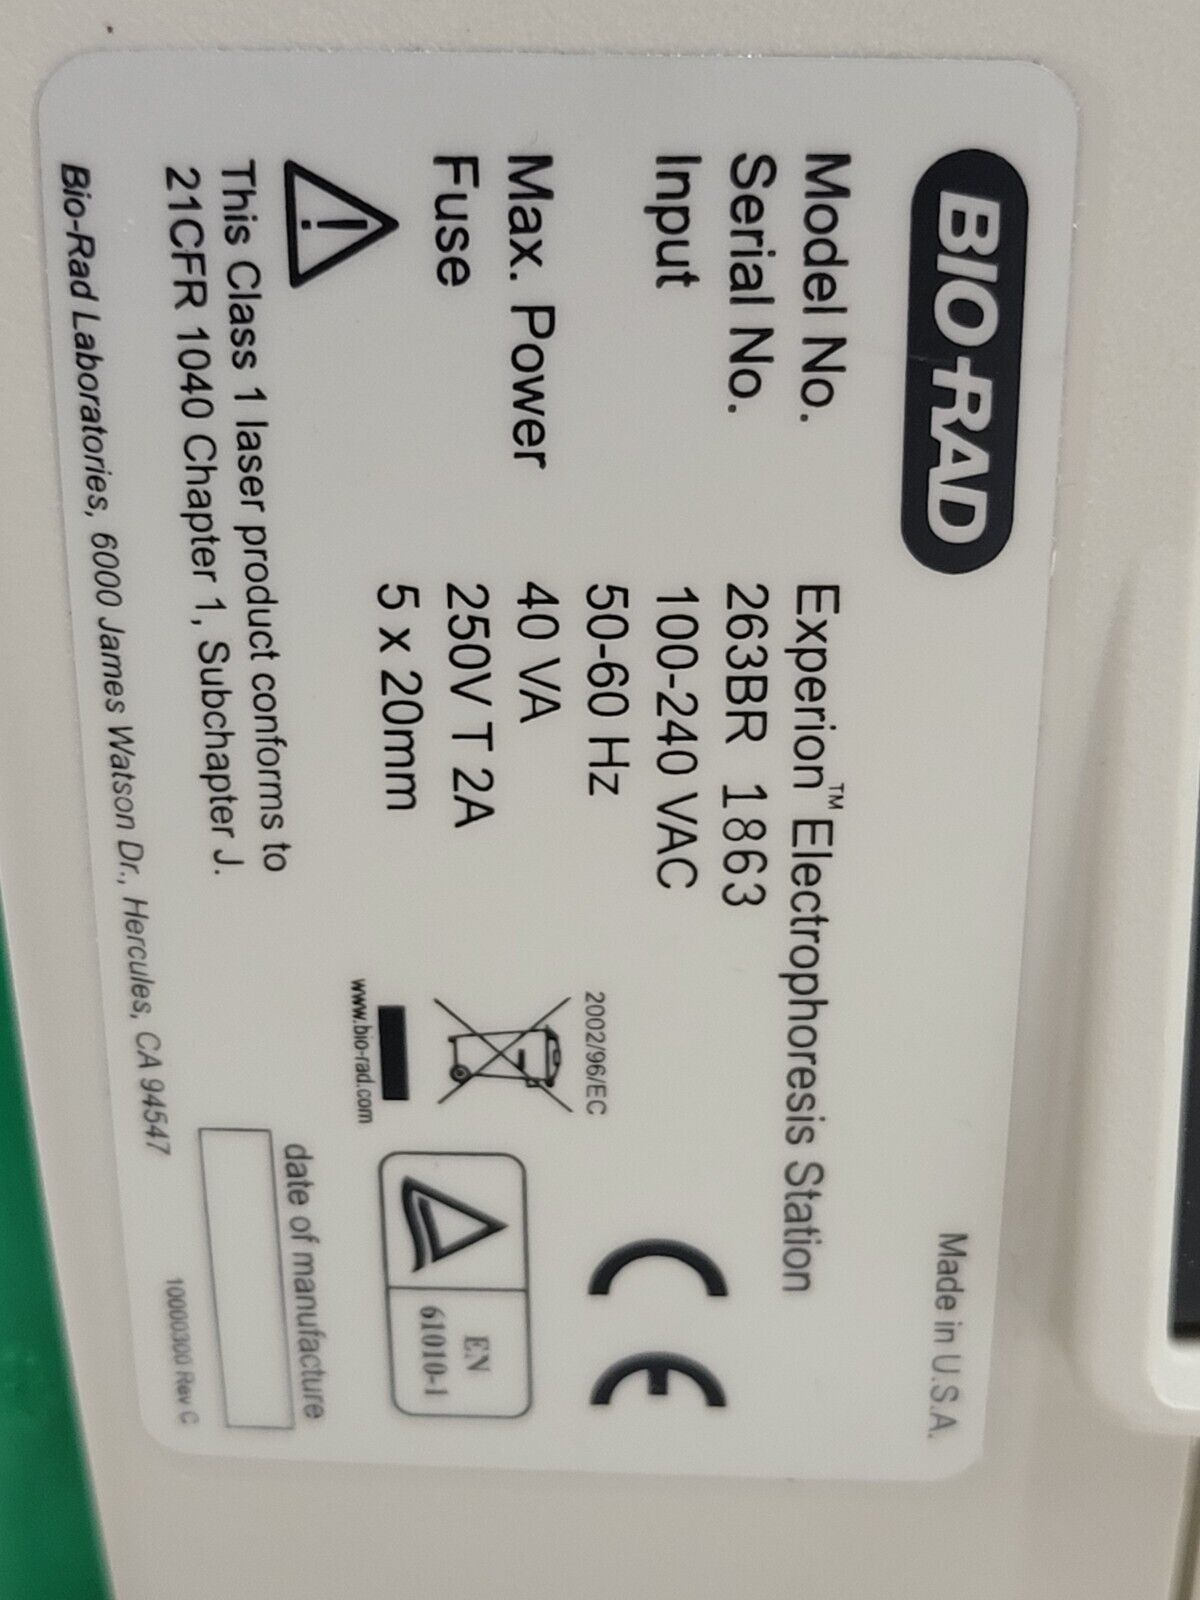 BIO-RAD
Made in U.S.A.
Model No. Experion™ Electrophoresis Station
Serial No. 263BR 1863
Input 100-240 VAC
50-60 Hz
Max. Power 40 VA
Fuse 250V T 2A
5 x 20mm
2002/96/EC
www.bio-rad.com
CE
EN
61010-1
This Class 1 laser product conforms to
21CFR 1040 Chapter 1, Subchapter J.
date of manufacture
Bio-Rad Laboratories, 6000 James Watson Dr., Hercules, CA 94547
10000300 Rev C